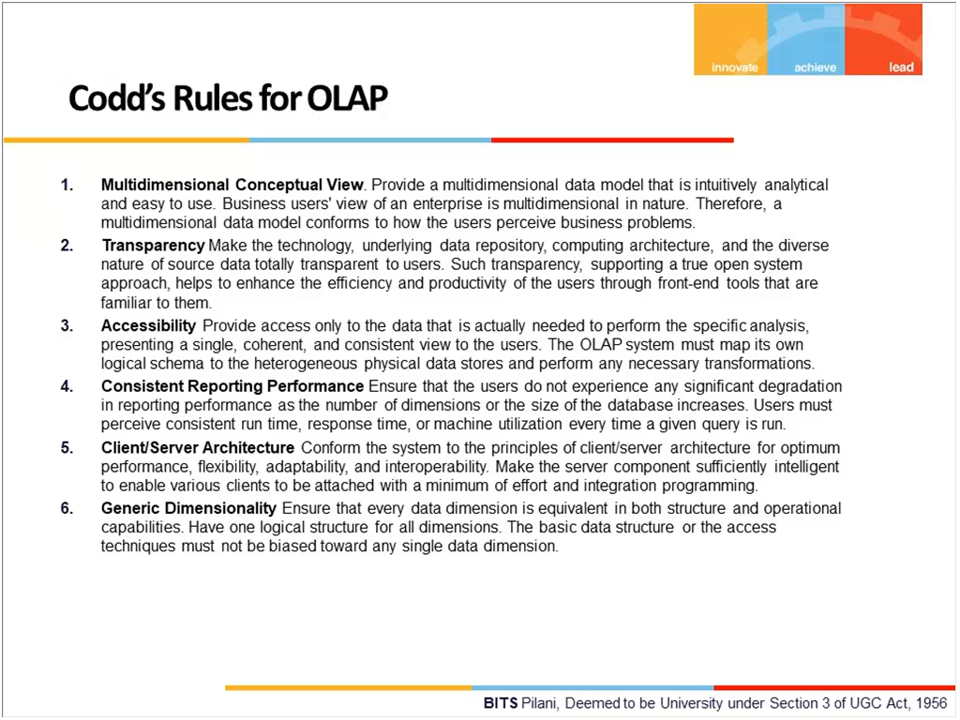 innovate achieve lead
Codd's Rules for OLAP
1. Multidimensional Conceptual View. Provide a multidimensional data model that is intuitively analytical
and easy to use. Business users' view of an enterprise is multidimensional in nature. Therefore, a
multidimensional data model conforms to how the users perceive business problems.
2. Transparency Make the technology, underlying data repository, computing architecture, and the diverse
nature of source data totally transparent to users. Such transparency, supporting a true open system
approach, helps to enhance the efficiency and productivity of the users through front-end tools that are
familiar to them.
3. Accessibility Provide access only to the data that is actually needed to perform the specific analysis,
presenting a single, coherent, and consistent view to the users. The OLAP system must map its own
logical schema to the heterogeneous physical data stores and perform any necessary transformations.
4. Consistent Reporting Performance Ensure that the users do not experience any significant degradation
in reporting performance as the number of dimensions or the size of the database increases. Users must
perceive consistent run time, response time, or machine utilization every time a given query is run.
5. Client/Server Architecture Conform the system to the principles of client/server architecture for optimum
performance, flexibility, adaptability, and interoperability. Make the server component sufficiently intelligent
to enable various clients to be attached with a minimum of effort and integration programming.
6. Generic Dimensionality Ensure that every data dimension is equivalent in both structure and operational
capabilities. Have one logical structure for all dimensions. The basic data structure or the access
techniques must not be biased toward any single data dimension.
BITS Pilani, Deemed to be University under Section 3 of UGC Act, 1956